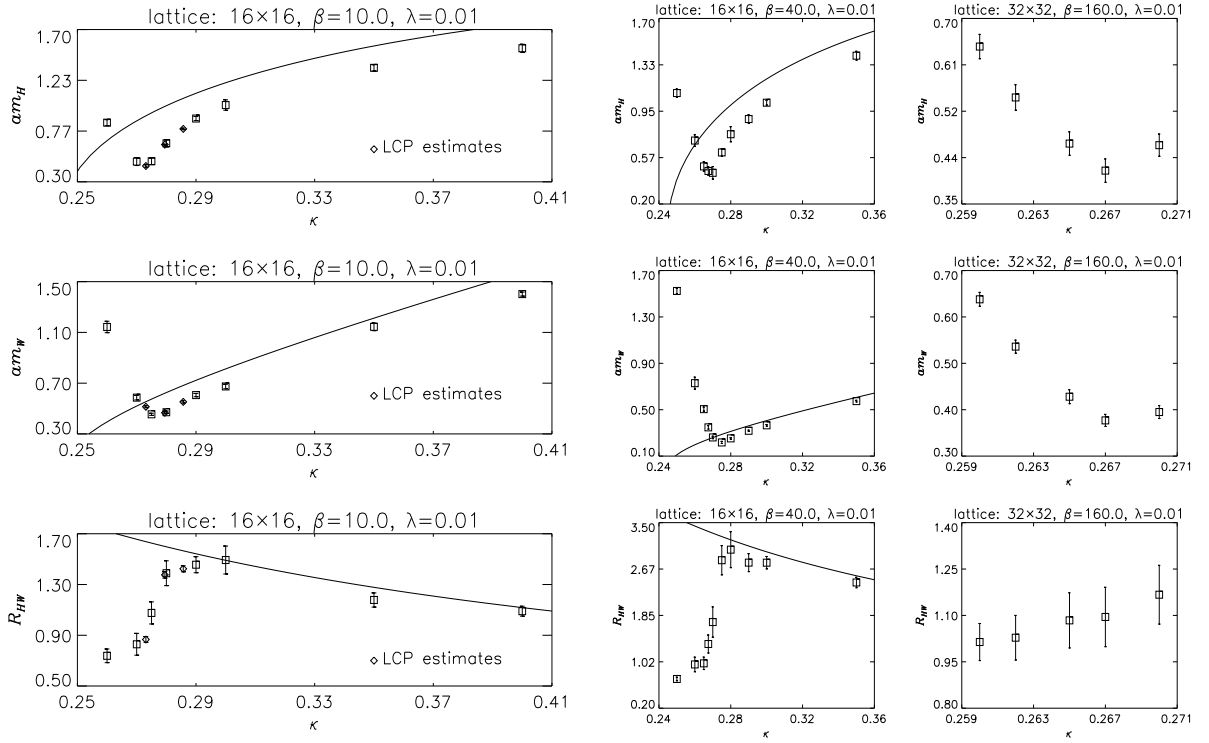 lattice: 16×16, β=10.0, λ=0.01
1.70
1.23
0.77
0.30
am_H
◇ LCP estimates
0.25 0.29 0.33 0.37 0.41
κ
lattice: 16×16, β=40.0, λ=0.01
1.70
1.33
0.95
0.57
0.20
am_H
0.24 0.28 0.32 0.36
κ
lattice: 32×32, β=160.0, λ=0.01
0.70
0.61
0.52
0.44
0.35
am_H
0.259 0.263 0.267 0.271
κ
lattice: 16×16, β=10.0, λ=0.01
1.50
1.10
0.70
0.30
am_W
◇ LCP estimates
0.25 0.29 0.33 0.37 0.41
κ
lattice: 16×16, β=40.0, λ=0.01
1.70
1.30
0.90
0.50
0.10
am_W
0.24 0.28 0.32 0.36
κ
lattice: 32×32, β=160.0, λ=0.01
0.70
0.60
0.50
0.40
0.30
am_W
0.259 0.263 0.267 0.271
κ
lattice: 16×16, β=10.0, λ=0.01
1.70
1.30
0.90
0.50
R_HW
◇ LCP estimates
0.25 0.29 0.33 0.37 0.41
κ
lattice: 16×16, β=40.0, λ=0.01
3.50
2.67
1.85
1.02
0.20
R_HW
0.24 0.28 0.32 0.36
κ
lattice: 32×32, β=160.0, λ=0.01
1.40
1.25
1.10
0.95
0.80
R_HW
0.259 0.263 0.267 0.271
κ